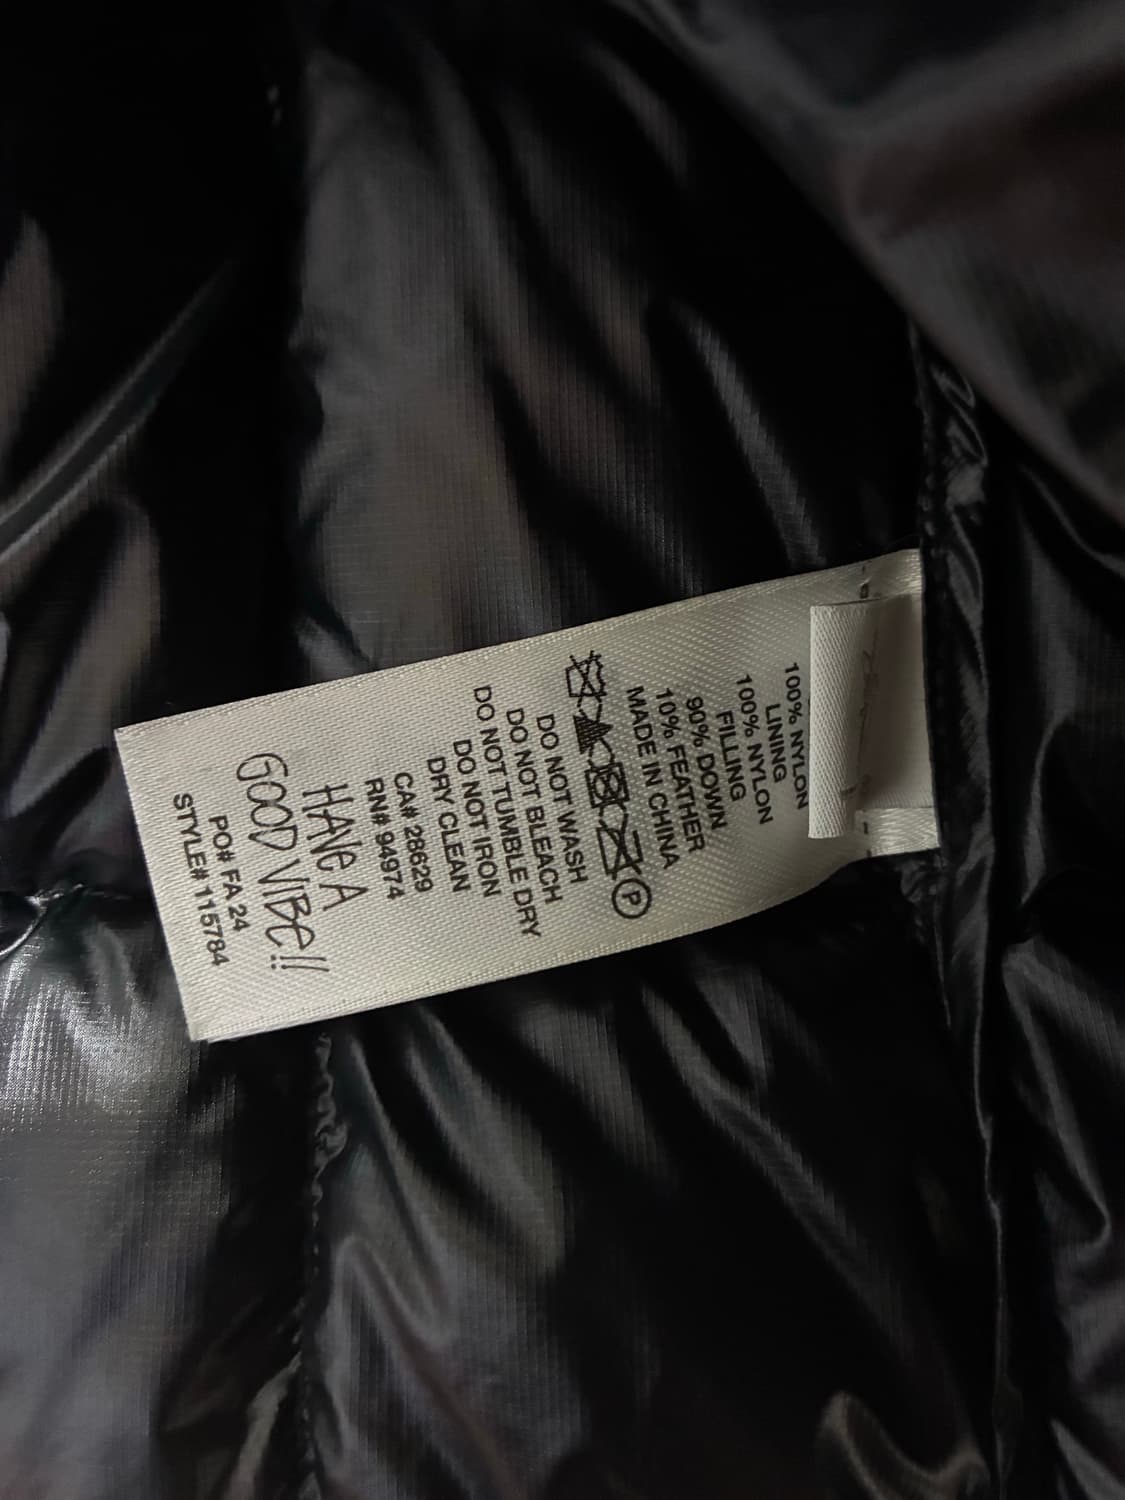 100% NYLON
LINING
100% NYLON
FILLING
90% DOWN
10% FEATHER
MADE IN CHINA
P
DO NOT WASH
DO NOT BLEACH
DO NOT TUMBLE DRY
DO NOT IRON
DRY CLEAN
CA# 28629
RN# 94974
HAVE A
GOOD VIBE!!
PO# FA 24
STYLE# 115784